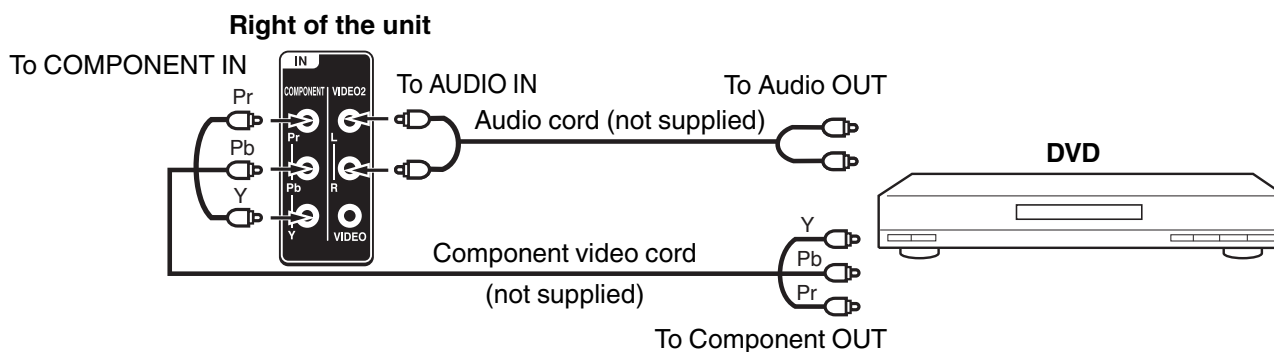 Right of the unit
To COMPONENT IN
IN
To AUDIO IN
To Audio OUT
COMPONENT VIDEO2
Pr
Pr
L
Audio cord (not supplied)
DVD
Pb
Pb
R
Y
Y
VIDEO
Component video cord
(not supplied)
Y
Pb
Pr
To Component OUT